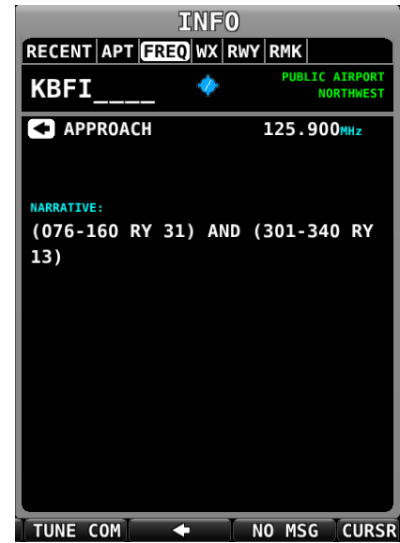 INFO
RECENT APT FREQ WX RWY RMK
KBFI____ PUBLIC AIRPORT
NORTHWEST
APPROACH 125.900MHz
NARRATIVE:
(076-160 RY 31) AND (301-340 RY
13)
TUNE COM NO MSG CURSR